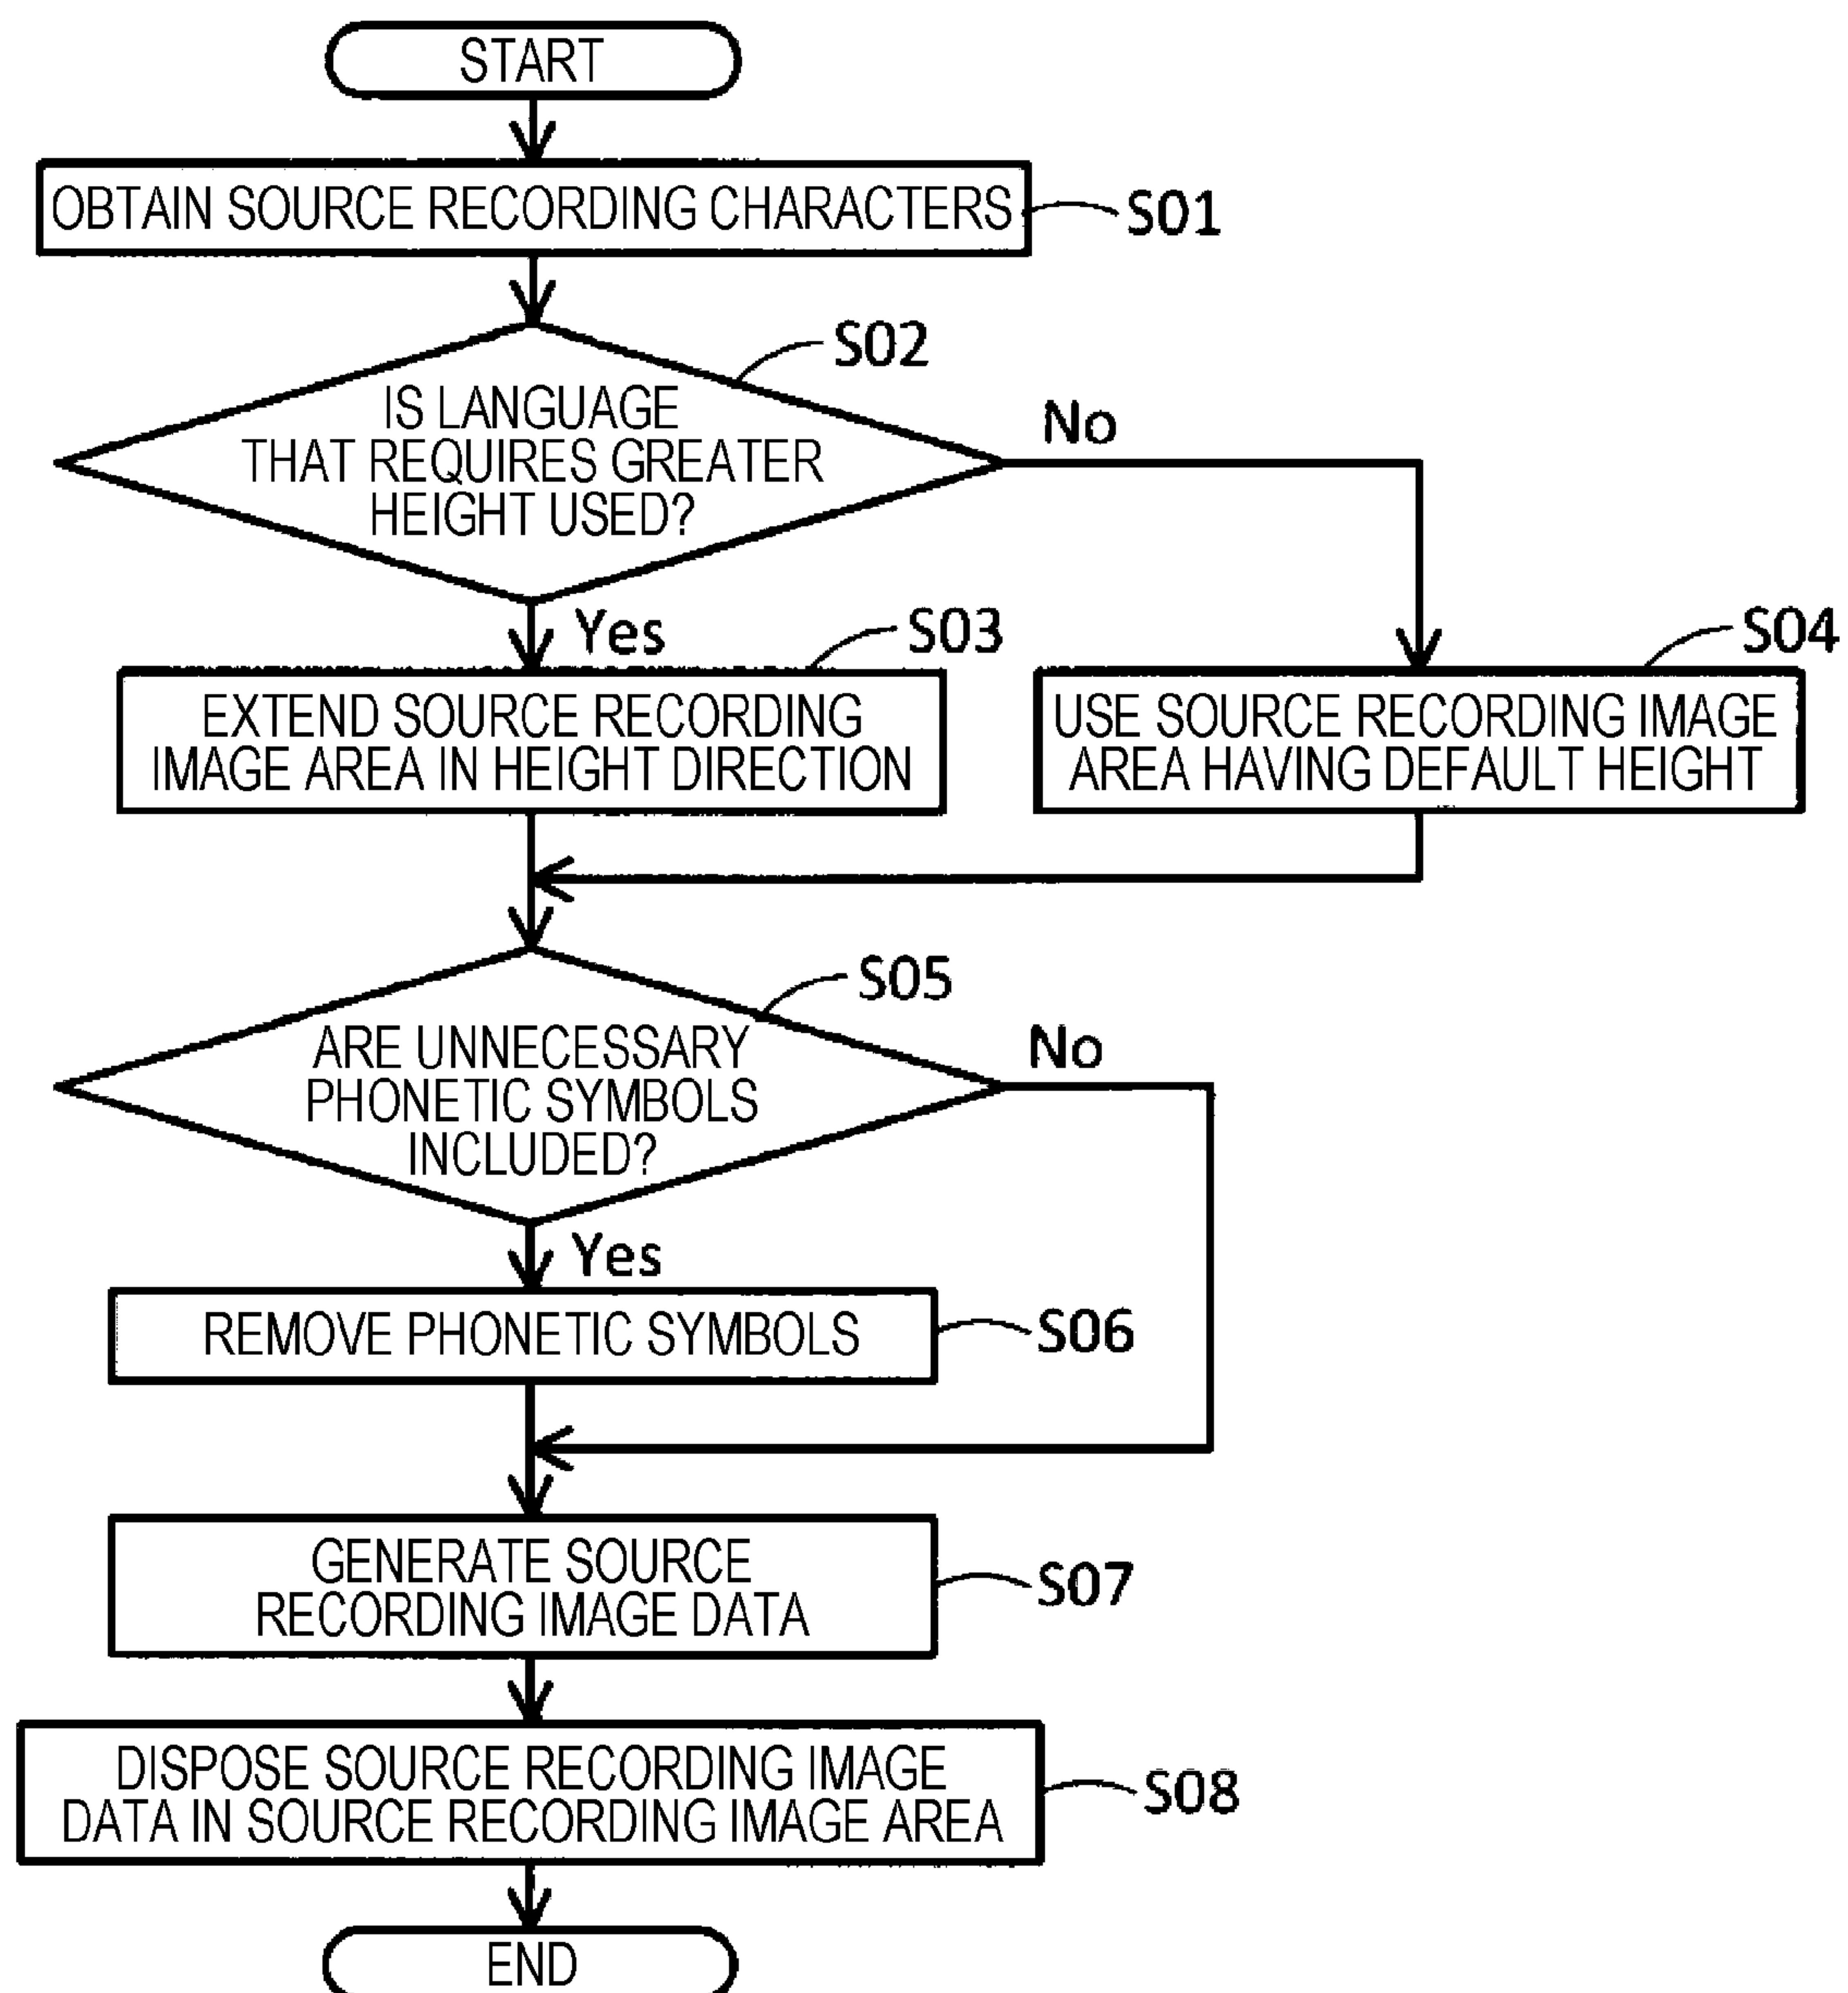 START
OBTAIN SOURCE RECORDING CHARACTERS
S01
S02
IS LANGUAGE
THAT REQUIRES GREATER
HEIGHT USED?
No
Yes
S03
EXTEND SOURCE RECORDING
IMAGE AREA IN HEIGHT DIRECTION
S04
USE SOURCE RECORDING IMAGE
AREA HAVING DEFAULT HEIGHT
S05
ARE UNNECESSARY
PHONETIC SYMBOLS
INCLUDED?
No
Yes
REMOVE PHONETIC SYMBOLS
S06
GENERATE SOURCE
RECORDING IMAGE DATA
S07
DISPOSE SOURCE RECORDING IMAGE
DATA IN SOURCE RECORDING IMAGE AREA
S08
END